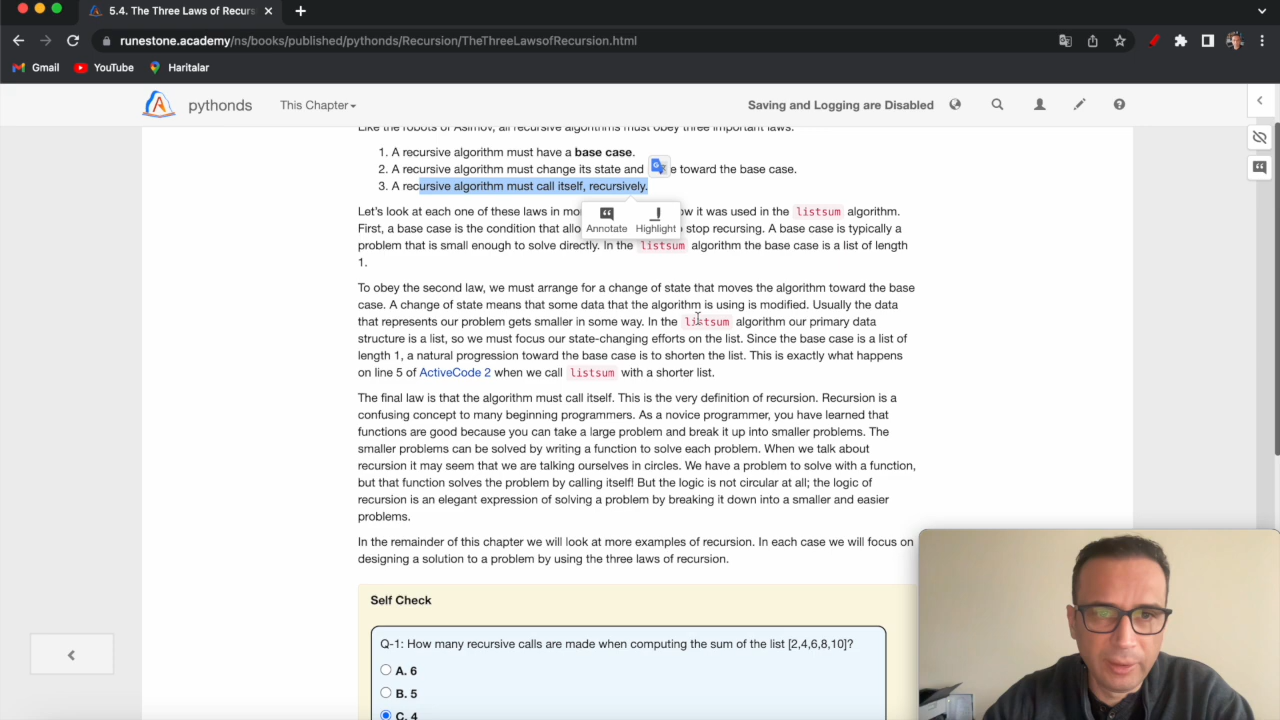 5.4. The Three Laws of Recurs
runestone.academy/ns/books/published/pythonds/Recursion/TheThreeLawsofRecursion.html
Gmail YouTube Haritalar
pythonds This Chapter Saving and Logging are Disabled
Like the robots of Asimov, all recursive algorithms must obey three important laws:
1. A recursive algorithm must have a base case.
2. A recursive algorithm must change its state and e toward the base case.
3. A recursive algorithm must call itself, recursively.
Let's look at each one of these laws in mo ow it was used in the listsum algorithm.
Annotate Highlight
First, a base case is the condition that allo stop recursing. A base case is typically a
problem that is small enough to solve directly. In the listsum algorithm the base case is a list of length
1.
To obey the second law, we must arrange for a change of state that moves the algorithm toward the base
case. A change of state means that some data that the algorithm is using is modified. Usually the data
that represents our problem gets smaller in some way. In the listsum algorithm our primary data
structure is a list, so we must focus our state-changing efforts on the list. Since the base case is a list of
length 1, a natural progression toward the base case is to shorten the list. This is exactly what happens
on line 5 of ActiveCode 2 when we call listsum with a shorter list.
The final law is that the algorithm must call itself. This is the very definition of recursion. Recursion is a
confusing concept to many beginning programmers. As a novice programmer, you have learned that
functions are good because you can take a large problem and break it up into smaller problems. The
smaller problems can be solved by writing a function to solve each problem. When we talk about
recursion it may seem that we are talking ourselves in circles. We have a problem to solve with a function,
but that function solves the problem by calling itself! But the logic is not circular at all; the logic of
recursion is an elegant expression of solving a problem by breaking it down into a smaller and easier
problems.
In the remainder of this chapter we will look at more examples of recursion. In each case we will focus on
designing a solution to a problem by using the three laws of recursion.
Self Check
Q-1: How many recursive calls are made when computing the sum of the list [2,4,6,8,10]?
A. 6
B. 5
C. 4